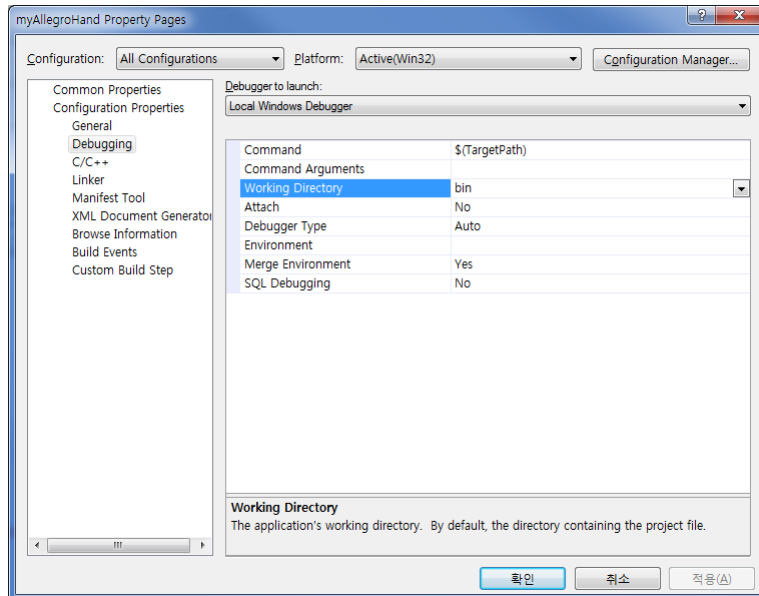 myAllegroHand Property Pages
Configuration: All Configurations Platform: Active(Win32) Configuration Manager...
Common Properties
Configuration Properties
General
Debugging
C/C++
Linker
Manifest Tool
XML Document Generator
Browse Information
Build Events
Custom Build Step
Debugger to launch:
Local Windows Debugger
Command $(TargetPath)
Command Arguments
Working Directory bin
Attach No
Debugger Type Auto
Environment
Merge Environment Yes
SQL Debugging No
Working Directory
The application's working directory. By default, the directory containing the project file.
확인 취소 적용(A)